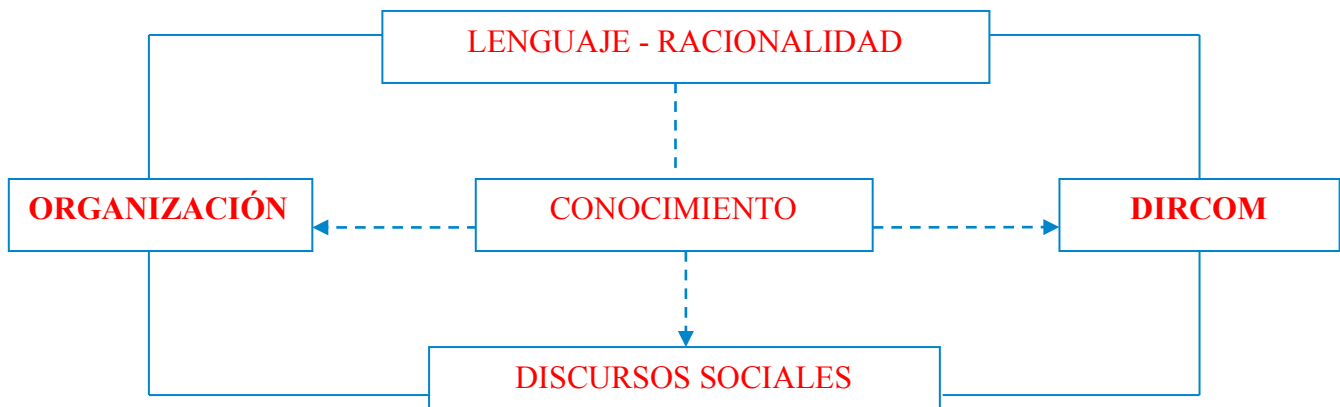 LENGUAJE - RACIONALIDAD
ORGANIZACIÓN
CONOCIMIENTO
DIRCOM
DISCURSOS SOCIALES